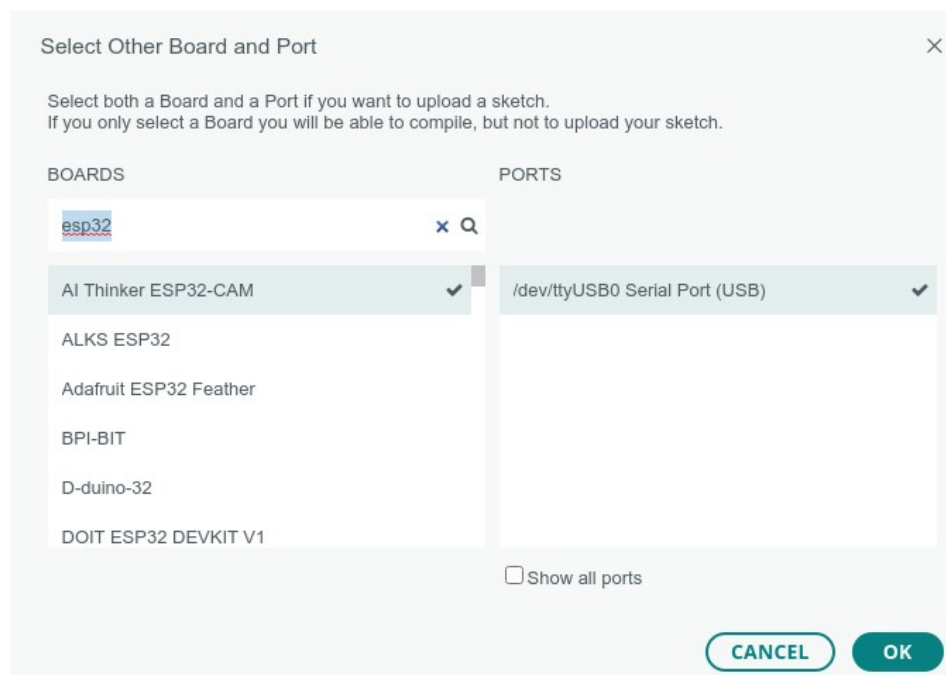 Select Other Board and Port
Select both a Board and a Port if you want to upload a sketch.
If you only select a Board you will be able to compile, but not to upload your sketch.
BOARDS
esp32
AI Thinker ESP32-CAM
ALKS ESP32
Adafruit ESP32 Feather
BPI-BIT
D-duino-32
DOIT ESP32 DEVKIT V1
PORTS
/dev/ttyUSB0 Serial Port (USB)
Show all ports
CANCEL
OK